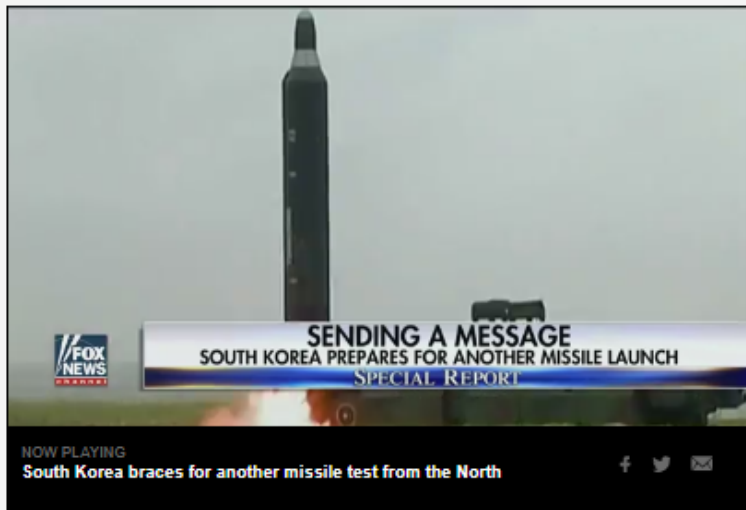 SENDING A MESSAGE
SOUTH KOREA PREPARES FOR ANOTHER MISSILE LAUNCH
FOX
NEWS
channel
SPECIAL REPORT
NOW PLAYING
South Korea braces for another missile test from the North